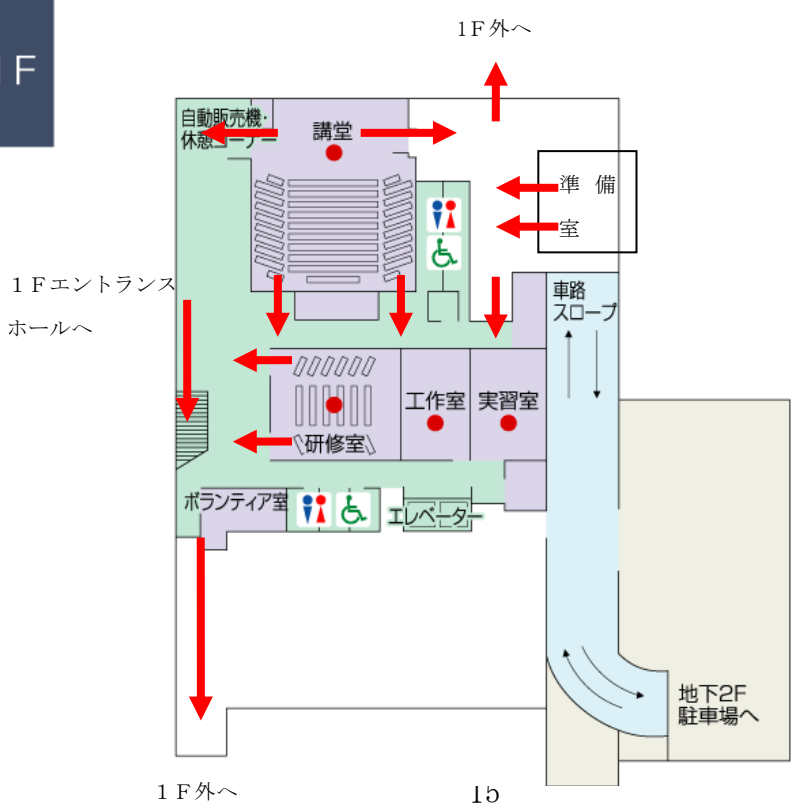 F
1F外へ
自動販売機・
休憩コーナー
講堂
準 備
室
1Fエントランス
ホールへ
車路
スロープ
工作室
実習室
研修室
ボランティア室
エレベーター
地下2F
駐車場へ
1F外へ
15